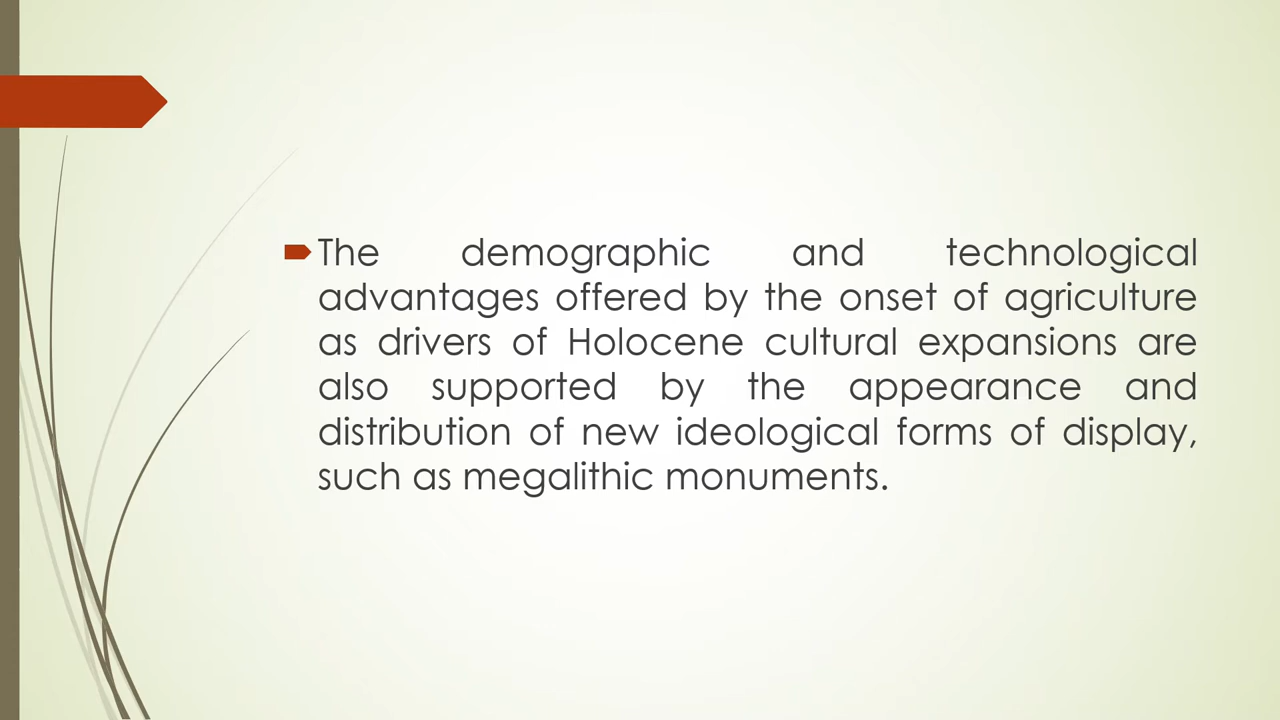 The demographic and technological
advantages offered by the onset of agriculture
as drivers of Holocene cultural expansions are
also supported by the appearance and
distribution of new ideological forms of display,
such as megalithic monuments.